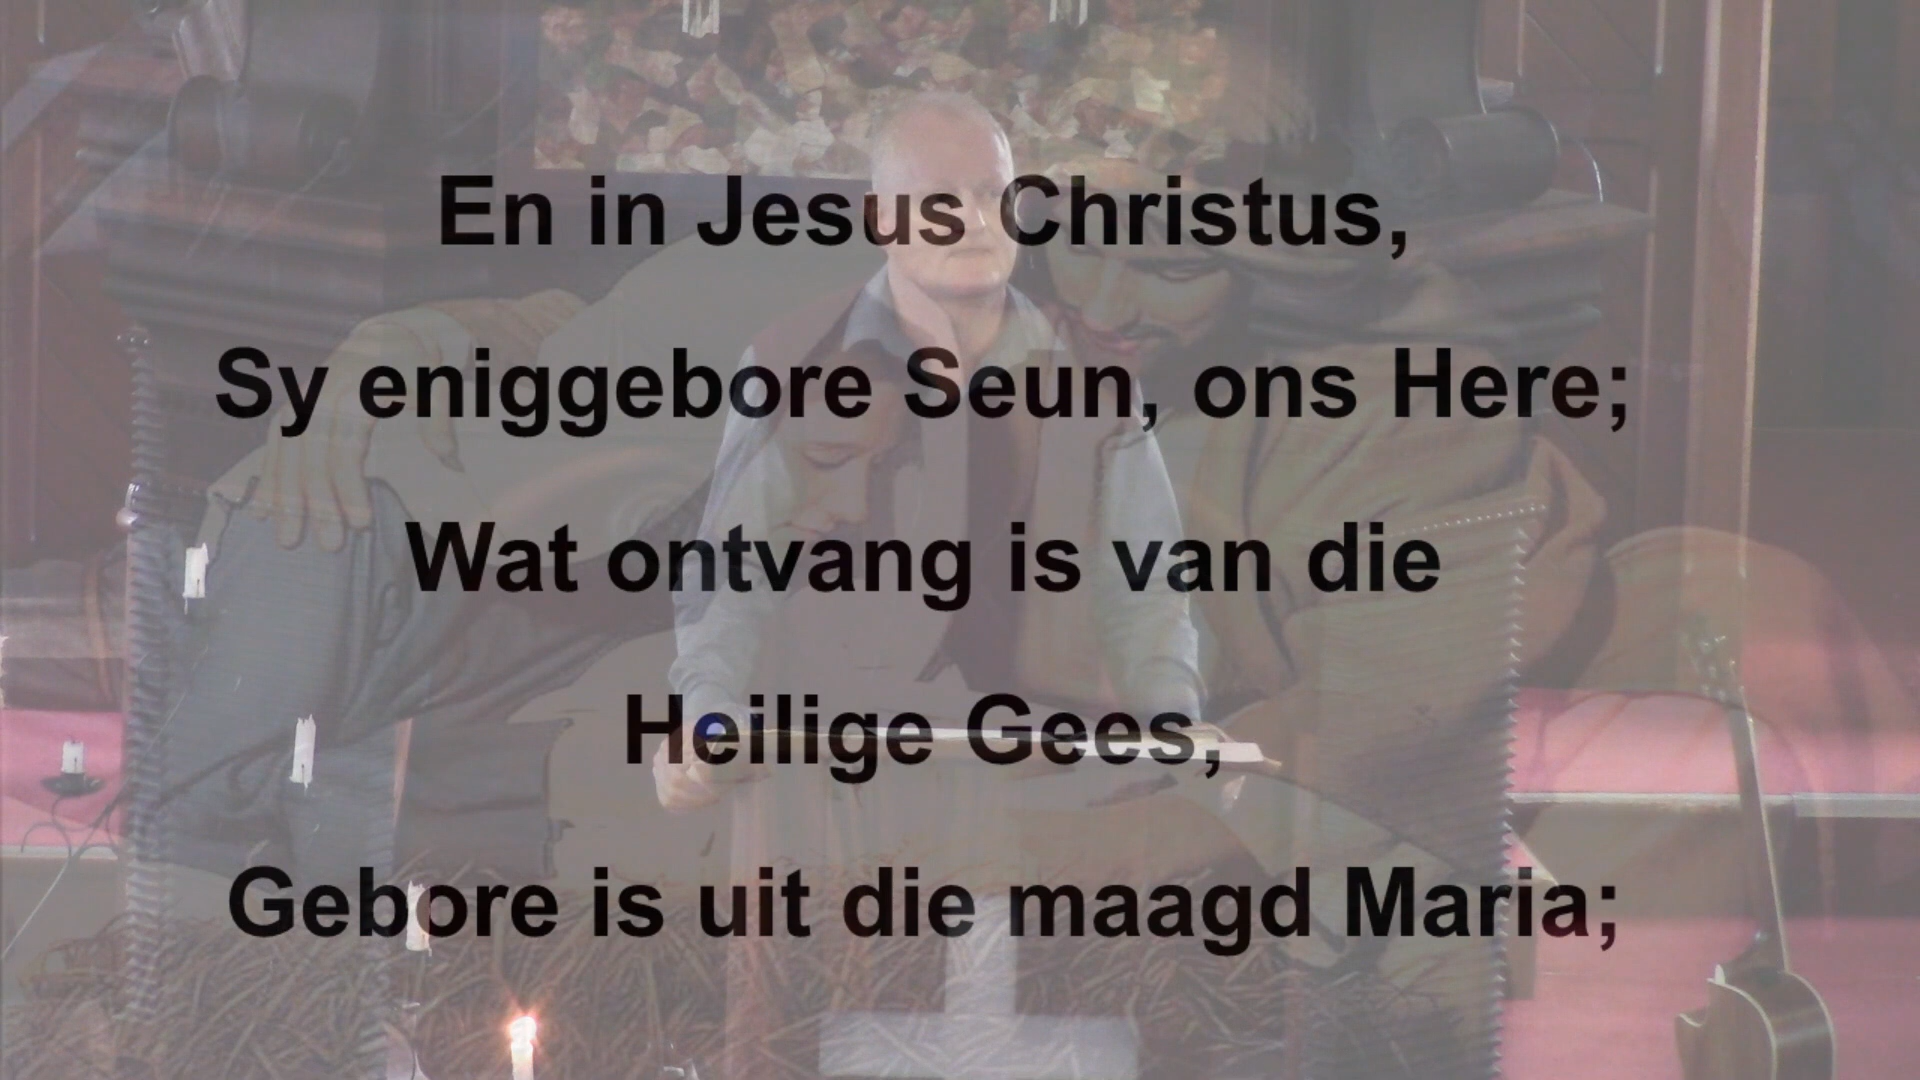 En in Jesus Christus,
Sy eniggebore Seun, ons Here;
Wat ontvang is van die
Heilige Gees,
Gebore is uit die maagd Maria;